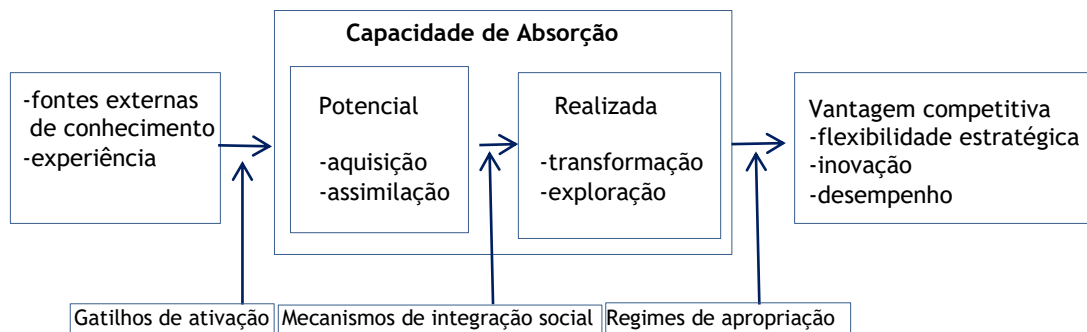 Capacidade de Absorção
-fontes externas
de conhecimento
-experiência
Potencial
-aquisição
-assimilação
Realizada
-transformação
-exploração
Vantagem competitiva
-flexibilidade estratégica
-inovação
-desempenho
Gatilhos de ativação
Mecanismos de integração social
Regimes de apropriação